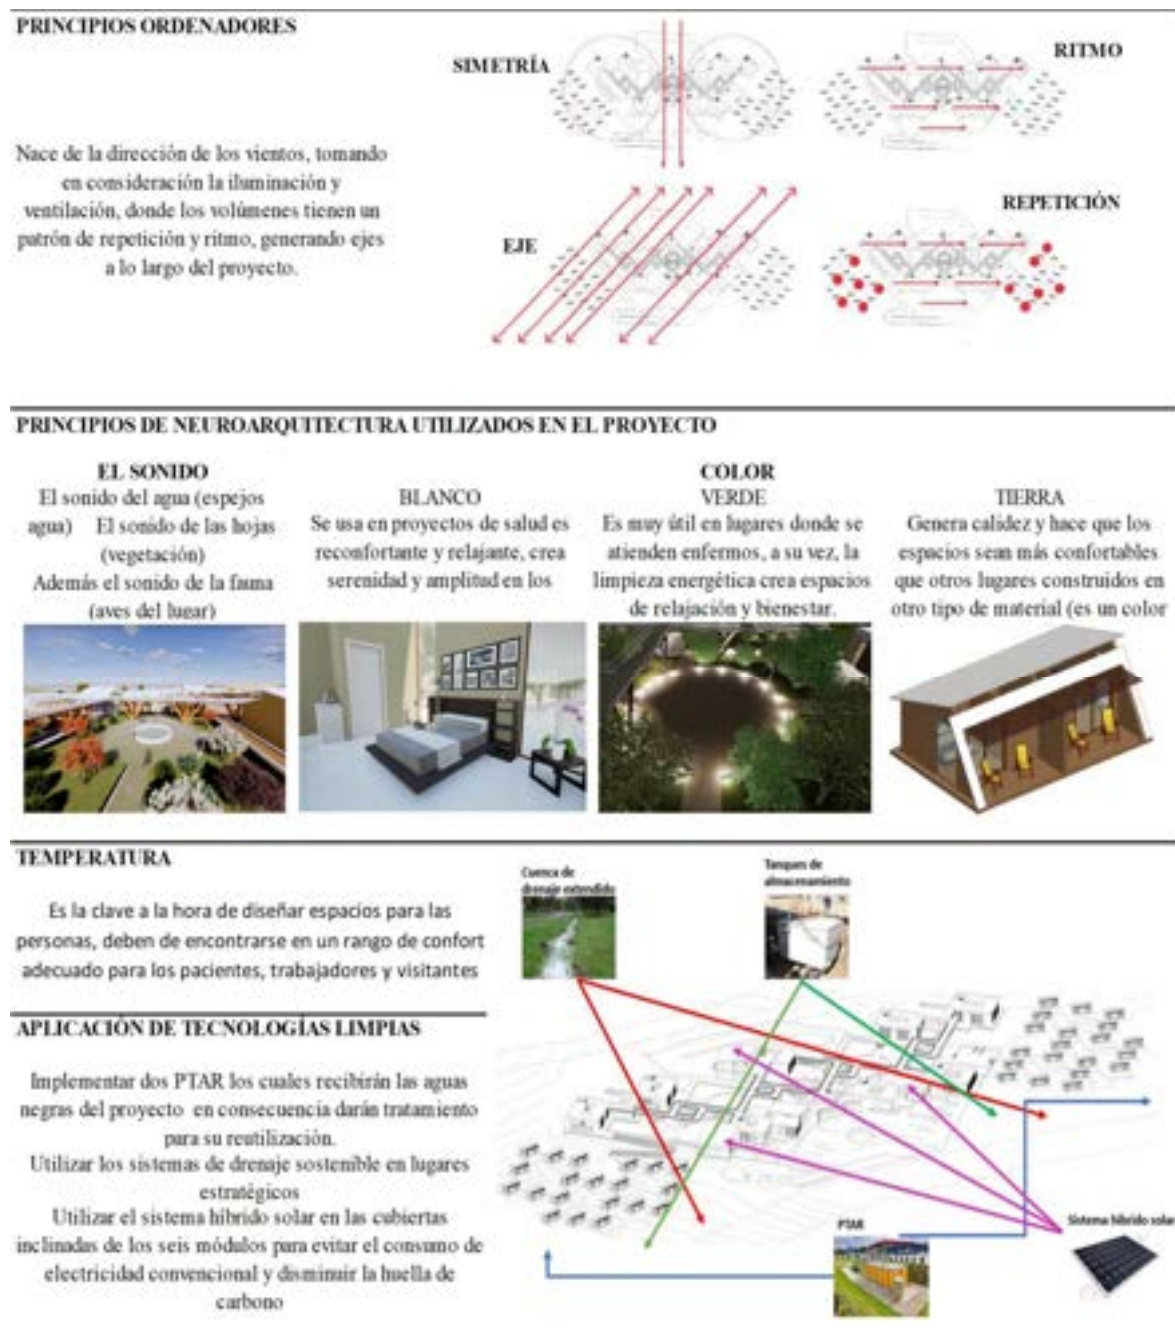 PRINCIPIOS ORDENADORES
SIMETRÍA
RITMO
Nace de la dirección de los vientos, tomando
en consideración la iluminación y
ventilación, donde los volúmenes tienen un
patrón de repetición y ritmo, generando ejes
a lo largo del proyecto.
EJE
REPETICIÓN
PRINCIPIOS DE NEUROARQUITECTURA UTILIZADOS EN EL PROYECTO
EL SONIDO
El sonido del agua (espejos
agua) El sonido de las hojas
(vegetación)
Además el sonido de la fauna
(aves del lugar)
COLOR
BLANCO
Se usa en proyectos de salud es
reconfortante y relajante, crea
serenidad y amplitud en los
VERDE
Es muy útil en lugares donde se
atienden enfermos, a su vez, la
limpieza energética crea espacios
de relajación y bienestar.
TIERRA
Genera calidez y hace que los
espacios sean más confortables
que otros lugares construidos en
otro tipo de material (es un color
TEMPERATURA
Es la clave a la hora de diseñar espacios para las
personas, deben de encontrarse en un rango de confort
adecuado para los pacientes, trabajadores y visitantes
APLICACIÓN DE TECNOLOGÍAS LIMPIAS
Implementar dos PTAR los cuales recibirán las aguas
negras del proyecto en consecuencia darán tratamiento
para su reutilización.
Utilizar los sistemas de drenaje sostenible en lugares
estratégicos
Utilizar el sistema híbrido solar en las cubiertas
inclinadas de los seis módulos para evitar el consumo de
electricidad convencional y disminuir la huella de
carbono
Cuenca de
drenaje extendido
Tanques de
almacenamiento
PTAR
Sistema híbrido solar